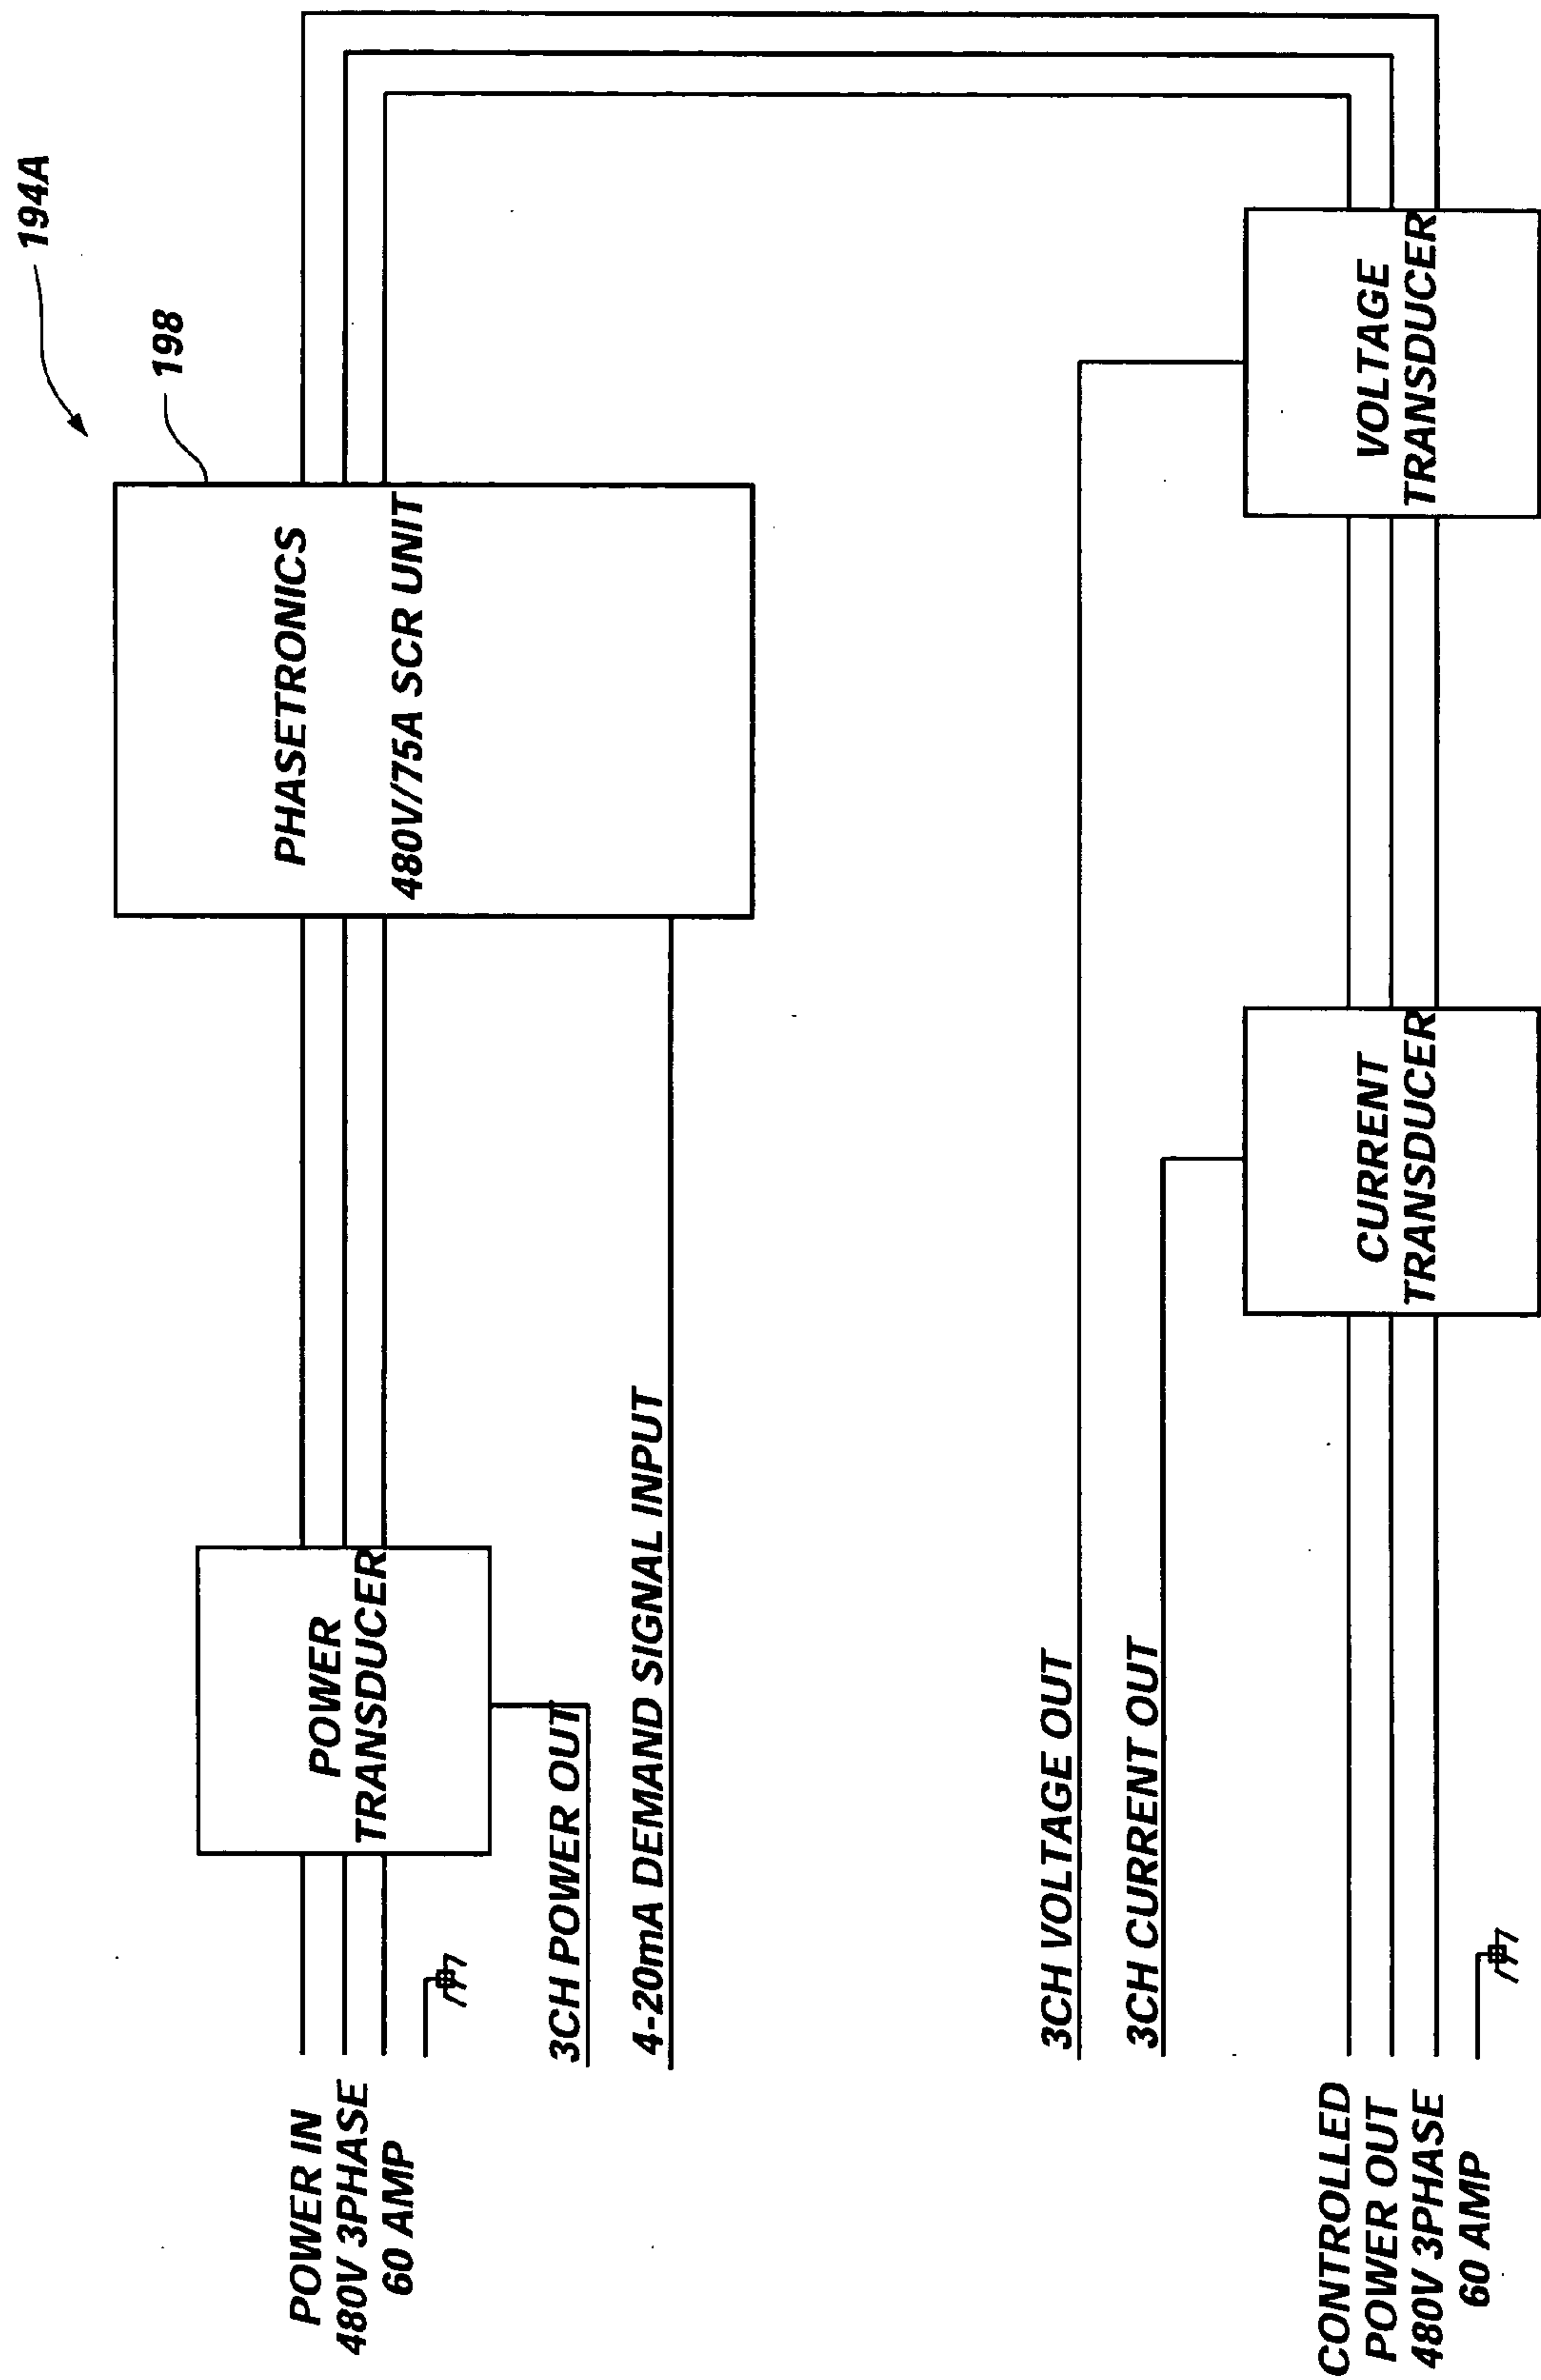 194A
198
PHASETRONICS
480V/75A SCR UNIT
POWER
TRANSDUCER
POWER IN
480V 3PHASE
60 AMP
3CH POWER OUT
4-20mA DEMAND SIGNAL INPUT
3CH VOLTAGE OUT
3CH CURRENT OUT
VOLTAGE
TRANSDUCER
CURRENT
TRANSDUCER
CONTROLLED
POWER OUT
480V 3PHASE
60 AMP